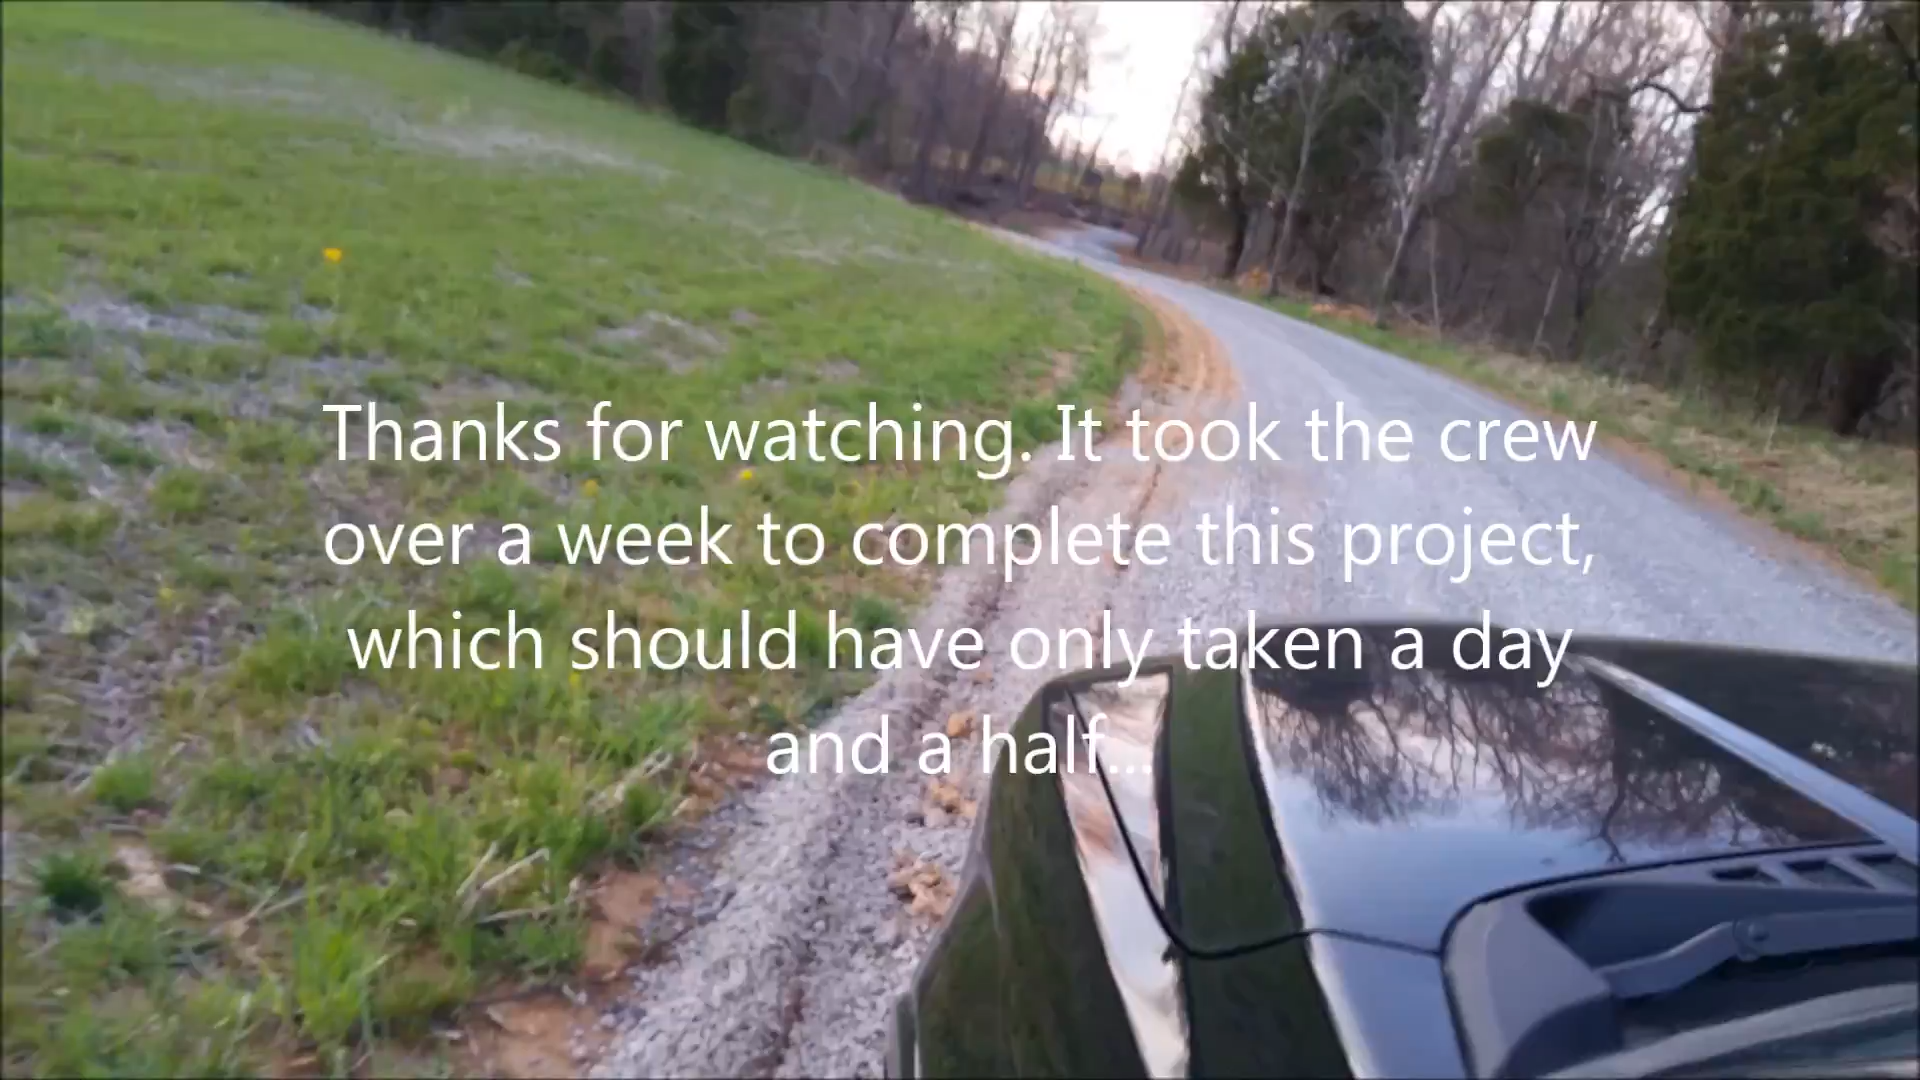 Thanks for watching. It took the crew
over a week to complete this project,
which should have only taken a day
and a half...